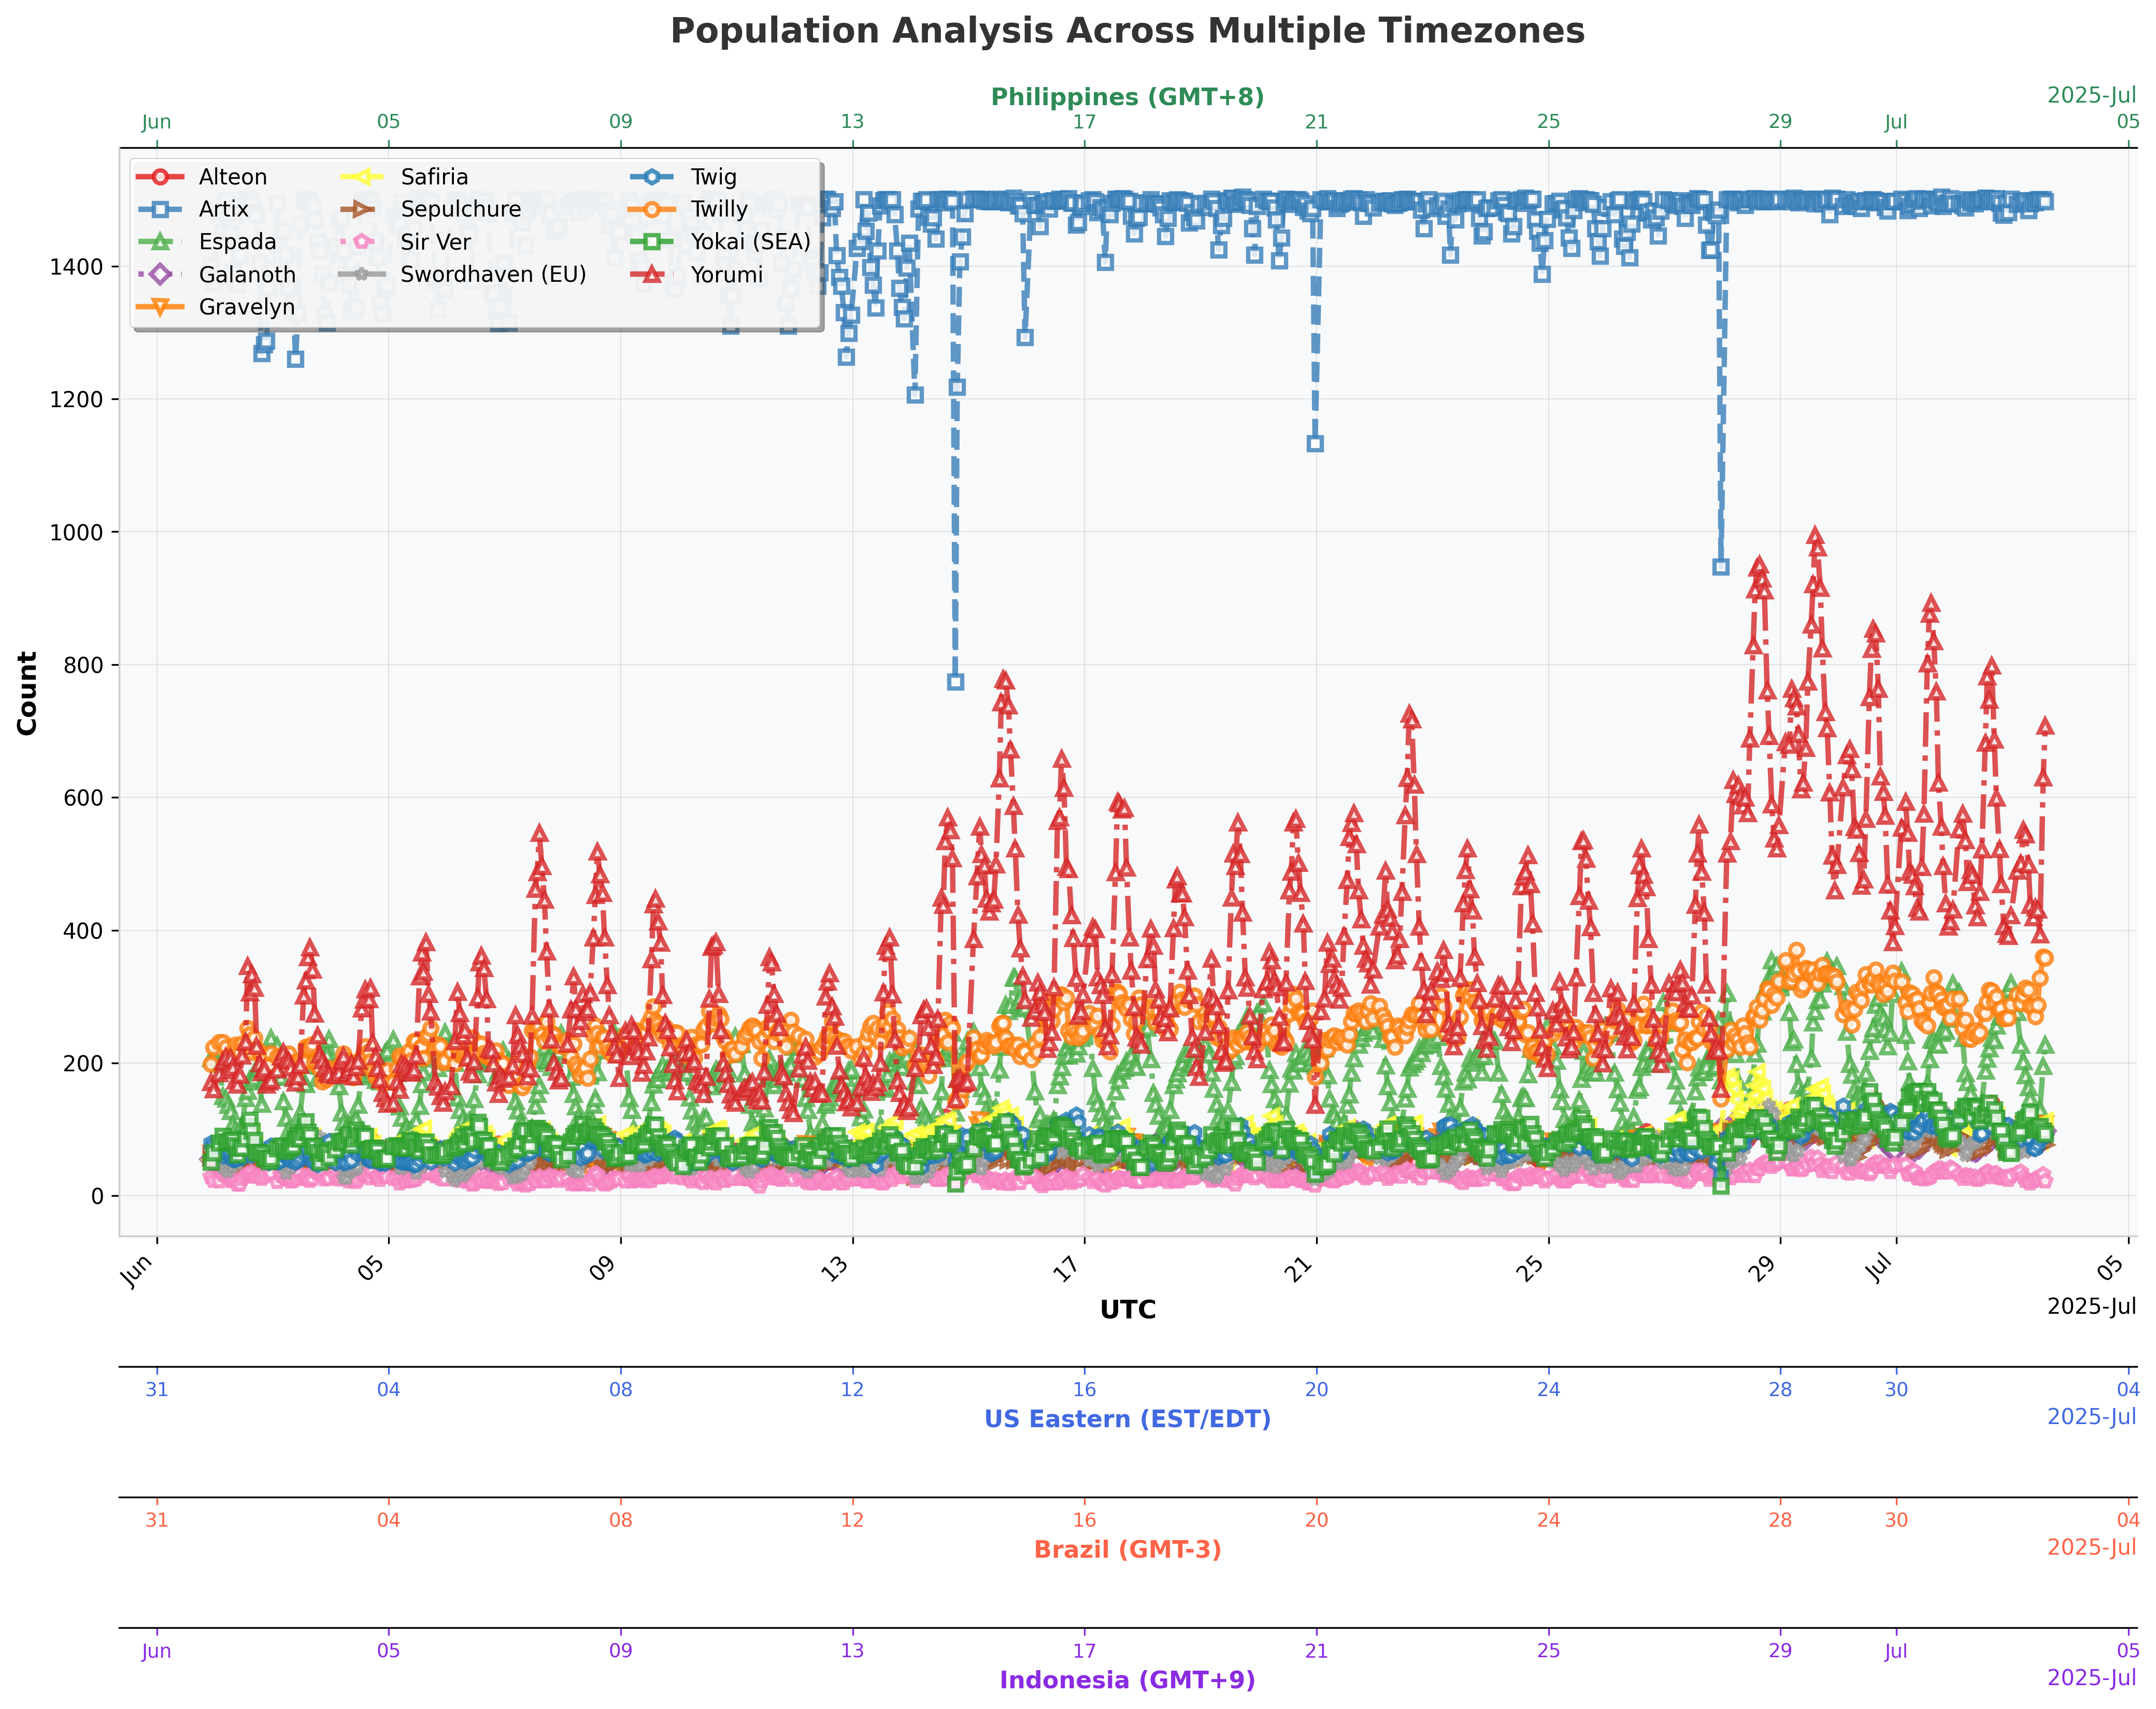 Population Analysis Across Multiple Timezones
Philippines (GMT+8)
2025-Jul
Jun 05 09 13 17 21 25 29 Jul 05
Alteon Safiria Twig
Artix Sepulchure Twilly
Espada Sir Ver Yokai (SEA)
Galanoth Swordhaven (EU) Yorumi
Gravelyn
1400
1200
1000
800
600
400
200
0
Count
Jun 05 09 13 17 21 25 29 Jul 05
UTC
2025-Jul
31 04 08 12 16 20 24 28 30 04
US Eastern (EST/EDT)
2025-Jul
31 04 08 12 16 20 24 28 30 04
Brazil (GMT-3)
2025-Jul
Jun 05 09 13 17 21 25 29 Jul 05
Indonesia (GMT+9)
2025-Jul